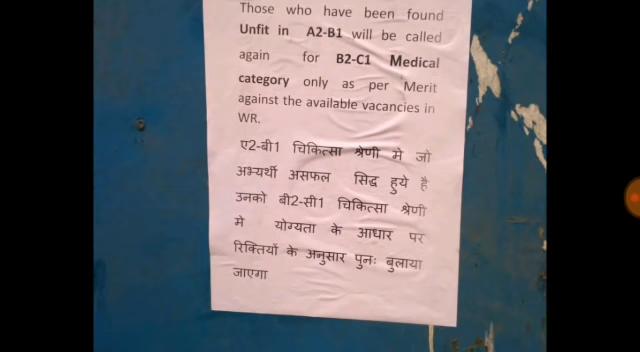 Those who have been found
Unfit in A2-B1 will be called
again for B2-C1 Medical
category only as per Merit
against the available vacancies in
WR.
ए2-बी1 चिकित्सा श्रेणी मे जो
अभ्यर्थी असफल सिद्ध हुये है
उनको बी2-सी1 चिकित्सा श्रेणी
मे योग्यता के आधार पर
रिक्तियों के अनुसार पुनः बुलाया
जाएगा